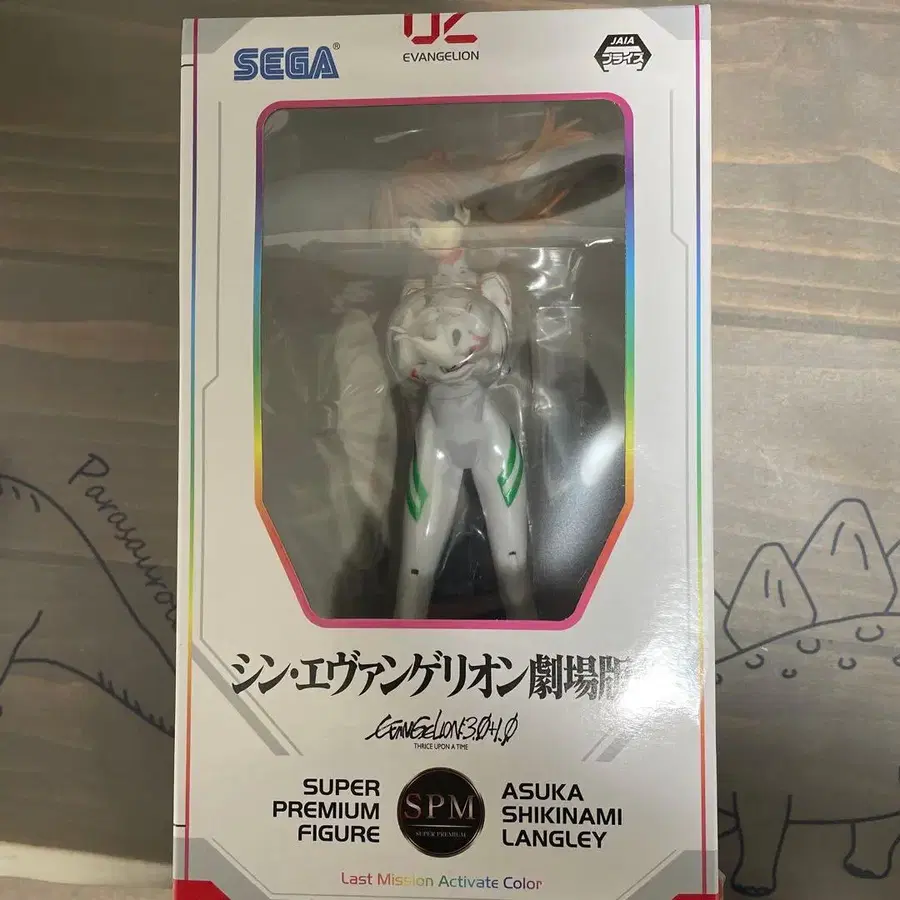 02
EVANGELION
SEGA®
JAIA
プライズ
Parasaurolo
シン・エヴァンゲリオン劇場版
EVANGELION:3.0+1.0
THRICE UPON A TIME
SUPER
PREMIUM
FIGURE
SPM
SUPER PREMIUM
ASUKA
SHIKINAMI
LANGLEY
Last Mission Activate Color